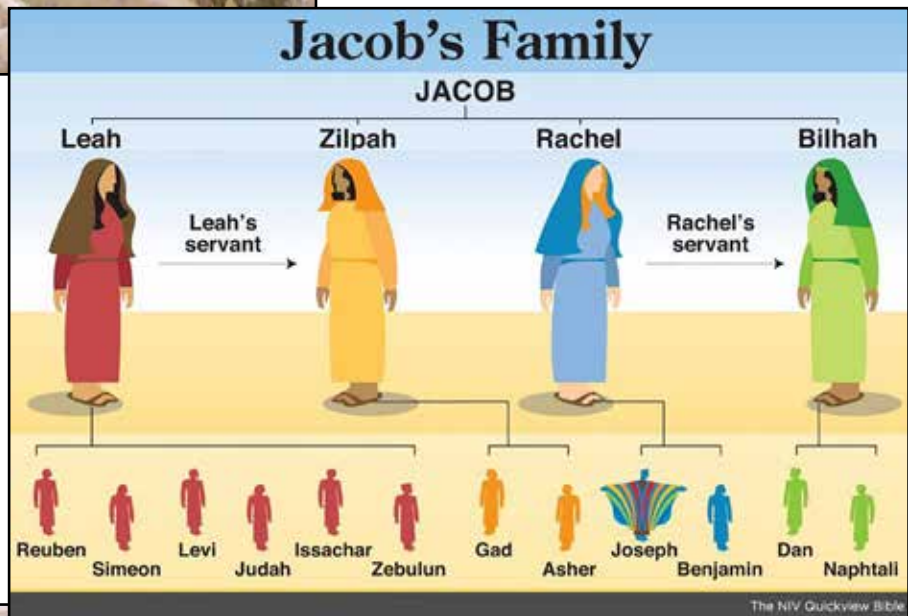 Jacob's Family
JACOB
Leah Zilpah Rachel Bilhah
Leah's
servant
Rachel's
servant
Reuben Simeon Levi Judah Issachar Zebulun Gad Asher Joseph Benjamin Dan Naphtali
The NIV Quickview Bible